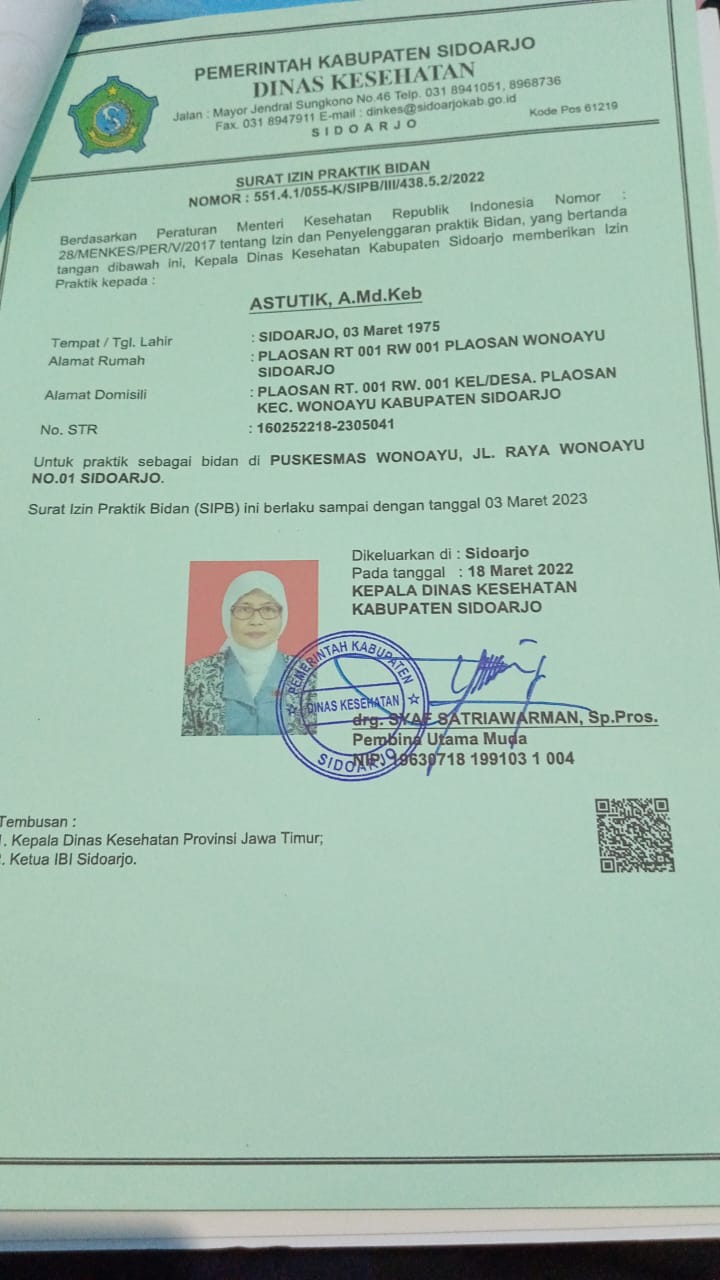 PEMERINTAH KABUPATEN SIDOARJO
DINAS KESEHATAN
Jalan : Mayor Jendral Sungkono No.46 Telp. 031 8941051, 8968736
Fax. 031 8947911 E-mail : dinkes@sidoarjokab.go.id
Kode Pos 61219
SIDOARJO
SURAT IZIN PRAKTIK BIDAN
NOMOR : 551.4.1/055-K/SIPB/III/438.5.2/2022
Berdasarkan Peraturan Menteri Kesehatan Republik Indonesia Nomor :
28/MENKES/PER/V/2017 tentang Izin dan Penyelenggaran praktik Bidan, yang bertanda
tangan dibawah ini, Kepala Dinas Kesehatan Kabupaten Sidoarjo memberikan Izin
Praktik kepada :
ASTUTIK, A.Md.Keb
Tempat / Tgl. Lahir : SIDOARJO, 03 Maret 1975
Alamat Rumah : PLAOSAN RT 001 RW 001 PLAOSAN WONOAYU
SIDOARJO
Alamat Domisili : PLAOSAN RT. 001 RW. 001 KEL/DESA. PLAOSAN
KEC. WONOAYU KABUPATEN SIDOARJO
No. STR : 160252218-2305041
Untuk praktik sebagai bidan di PUSKESMAS WONOAYU, JL. RAYA WONOAYU
NO.01 SIDOARJO.
Surat Izin Praktik Bidan (SIPB) ini berlaku sampai dengan tanggal 03 Maret 2023
Dikeluarkan di : Sidoarjo
Pada tanggal : 18 Maret 2022
KEPALA DINAS KESEHATAN
KABUPATEN SIDOARJO
PEMERINTAH KABUPATEN
DINAS KESEHATAN
SIDOARJO
drg. SYAF SATRIAWARMAN, Sp.Pros.
Pembina Utama Muda
NIP. 19630718 199103 1 004
Tembusan :
. Kepala Dinas Kesehatan Provinsi Jawa Timur;
. Ketua IBI Sidoarjo.